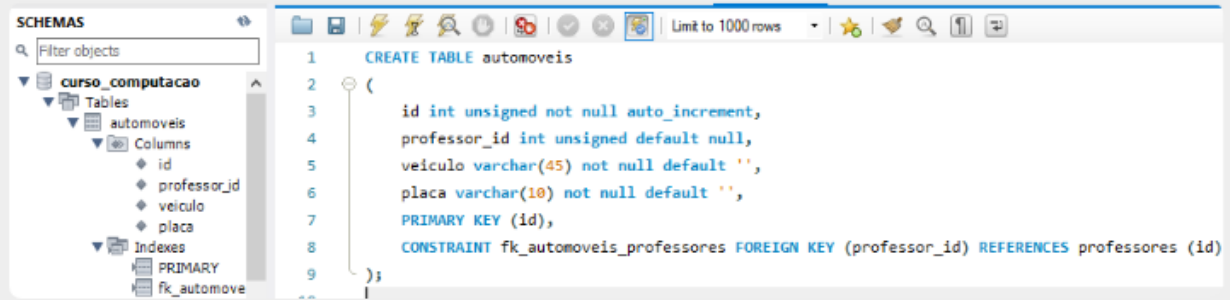 SCHEMAS
Filter objects
curso_computacao
Tables
automoveis
Columns
id
professor_id
veiculo
placa
Indexes
PRIMARY
fk_automove
Limit to 1000 rows
1 CREATE TABLE automoveis
2 (
3 id int unsigned not null auto_increment,
4 professor_id int unsigned default null,
5 veiculo varchar(45) not null default '',
6 placa varchar(10) not null default '',
7 PRIMARY KEY (id),
8 CONSTRAINT fk_automoveis_professores FOREIGN KEY (professor_id) REFERENCES professores (id)
9 );